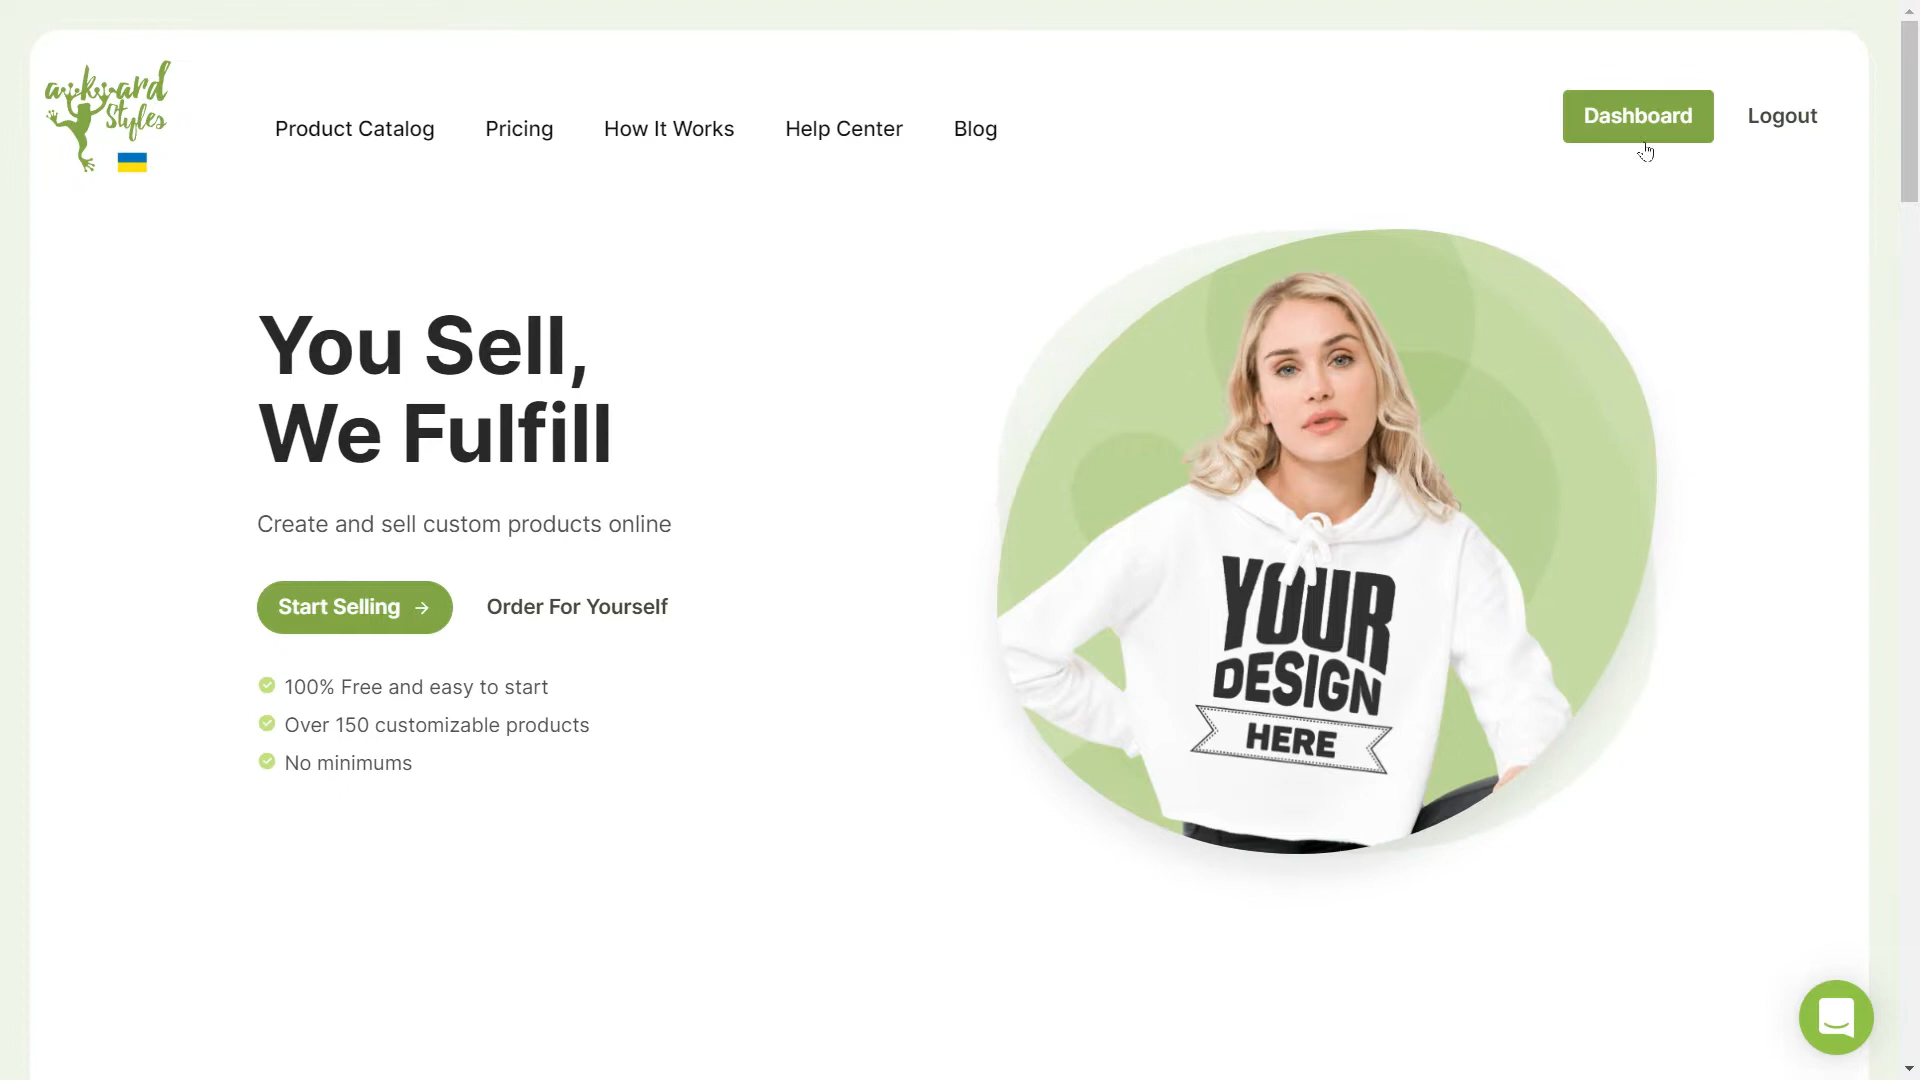 awkward
Styles
Product Catalog
Pricing
How It Works
Help Center
Blog
Dashboard
Logout
You Sell,
We Fulfill
Create and sell custom products online
Start Selling →
Order For Yourself
100% Free and easy to start
Over 150 customizable products
No minimums
YOUR
DESIGN
HERE